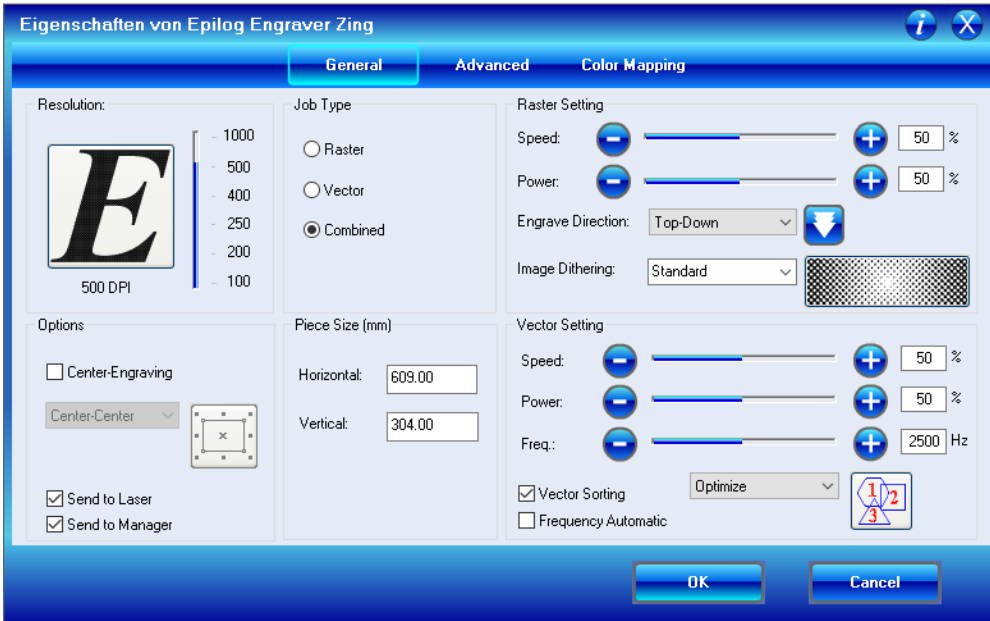 Eigenschaften von Epilog Engraver Zing
i X
General Advanced Color Mapping
Resolution:
E
500 DPI
1000
500
400
250
200
100
Job Type
Raster
Vector
Combined
Raster Setting
Speed: 50 %
Power: 50 %
Engrave Direction: Top-Down
Image Dithering: Standard
Options
Center-Engraving
Center-Center
Send to Laser
Send to Manager
Piece Size (mm)
Horizontal: 609.00
Vertical: 304.00
Vector Setting
Speed: 50 %
Power: 50 %
Freq.: 2500 Hz
Vector Sorting Optimize
Frequency Automatic
1 2
3
OK Cancel